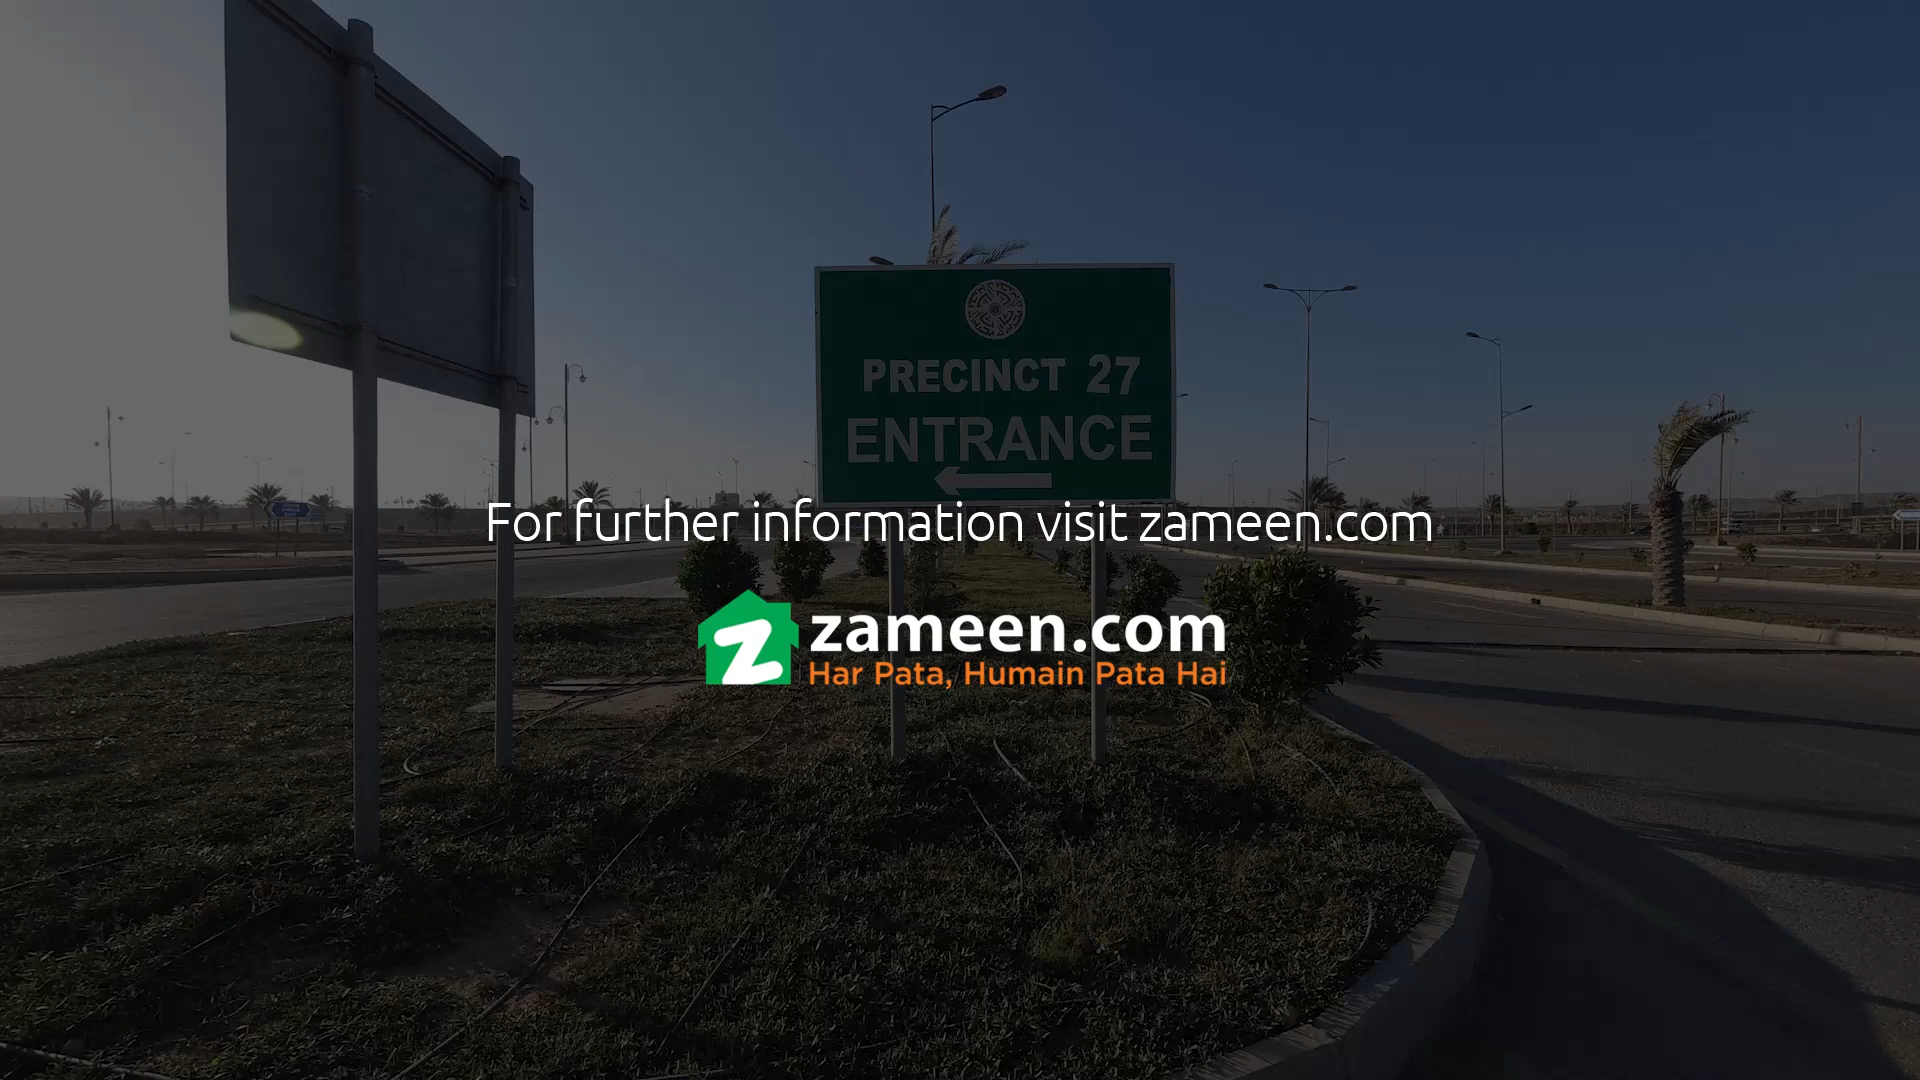 PRECINCT 27
ENTRANCE
For further information visit zameen.com
zameen.com
Har Pata, Humain Pata Hai